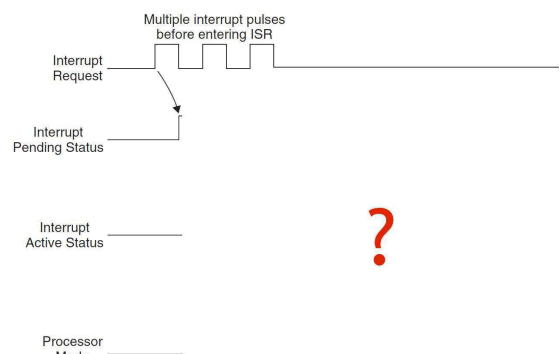 Multiple interrupt pulses
before entering ISR
Interrupt
Request
Interrupt
Pending Status
Interrupt
Active Status
?
Processor